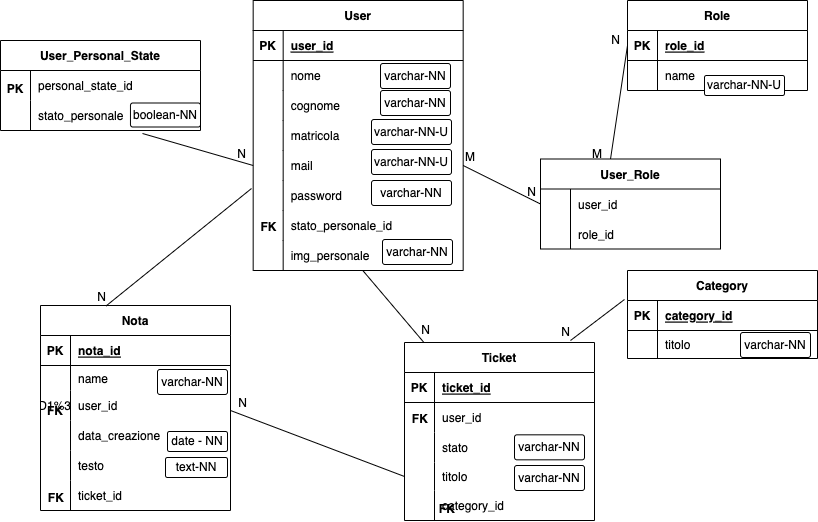 User
PK user_id
nome varchar-NN
cognome varchar-NN
matricola varchar-NN-U
mail varchar-NN-U
password varchar-NN
FK stato_personale_id
img_personale varchar-NN
Role
PK role_id
name varchar-NN-U
N
User_Personal_State
PK personal_state_id
stato_personale boolean-NN
N
M
M
N
User_Role
user_id
role_id
Category
PK category_id
titolo varchar-NN
N
Nota
PK nota_id
name varchar-NN
D1%3
FK user_id
data_creazione date - NN
testo text-NN
FK ticket_id
N
N
N
Ticket
PK ticket_id
FK user_id
stato varchar-NN
titolo varchar-NN
FK category_id